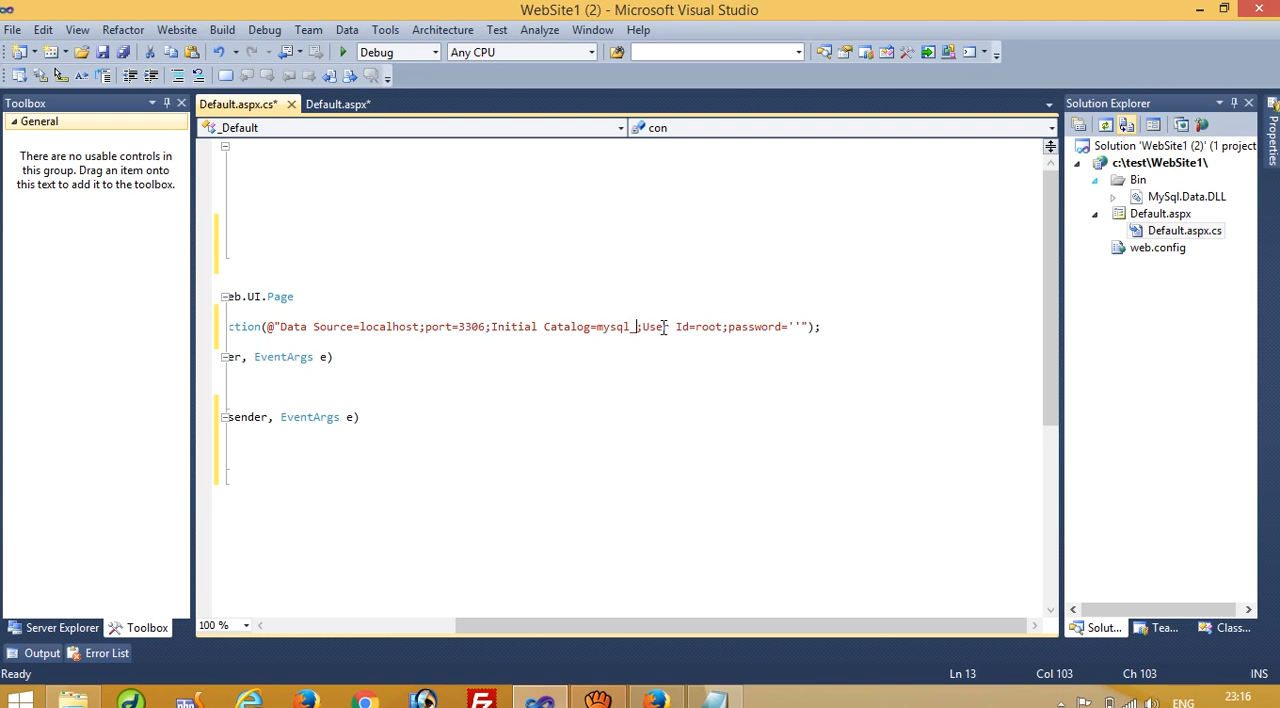 WebSite1 (2) - Microsoft Visual Studio
File Edit View Refactor Website Build Debug Team Data Tools Architecture Test Analyze Window Help
Debug Any CPU
Toolbox
General
There are no usable controls in
this group. Drag an item onto
this text to add it to the toolbox.
Server Explorer Toolbox
Output Error List
Default.aspx.cs* Default.aspx*
_Default con
eb.UI.Page
ction(@"Data Source=localhost;port=3306;Initial Catalog=mysql_;User Id=root;password=''");
er, EventArgs e)
sender, EventArgs e)
100 %
Solution Explorer
Solution 'WebSite1 (2)' (1 project
c:\test\WebSite1\
Bin
MySql.Data.DLL
Default.aspx
Default.aspx.cs
web.config
Solut... Tea... Class...
Properties
Ready Ln 13 Col 103 Ch 103 INS
ENG 23:16